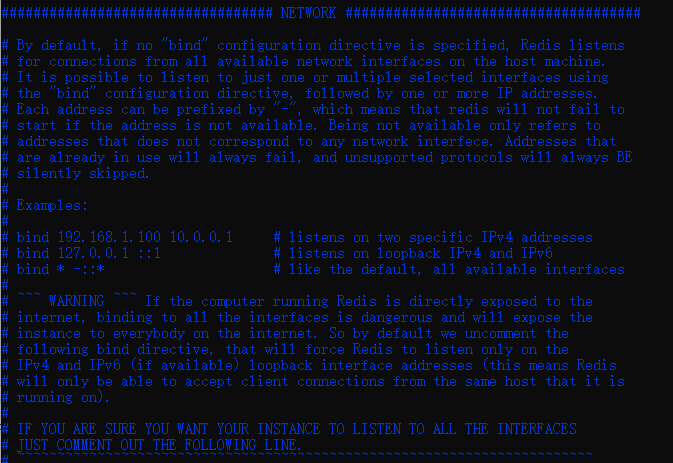 ################################## NETWORK #####################################
# By default, if no "bind" configuration directive is specified, Redis listens
# for connections from all available network interfaces on the host machine.
# It is possible to listen to just one or multiple selected interfaces using
# the "bind" configuration directive, followed by one or more IP addresses.
# Each address can be prefixed by "-", which means that redis will not fail to
# start if the address is not available. Being not available only refers to
# addresses that does not correspond to any network interfece. Addresses that
# are already in use will always fail, and unsupported protocols will always BE
# silently skipped.
#
# Examples:
#
# bind 192.168.1.100 10.0.0.1     # listens on two specific IPv4 addresses
# bind 127.0.0.1 ::1              # listens on loopback IPv4 and IPv6
# bind * -::*                     # like the default, all available interfaces
#
# ~~~ WARNING ~~~ If the computer running Redis is directly exposed to the
# internet, binding to all the interfaces is dangerous and will expose the
# instance to everybody on the internet. So by default we uncomment the
# following bind directive, that will force Redis to listen only on the
# IPv4 and IPv6 (if available) loopback interface addresses (this means Redis
# will only be able to accept client connections from the same host that it is
# running on).
#
# IF YOU ARE SURE YOU WANT YOUR INSTANCE TO LISTEN TO ALL THE INTERFACES
# JUST COMMENT OUT THE FOLLOWING LINE.
# ~~~~~~~~~~~~~~~~~~~~~~~~~~~~~~~~~~~~~~~~~~~~~~~~~~~~~~~~~~~~~~~~~~~~~~~~